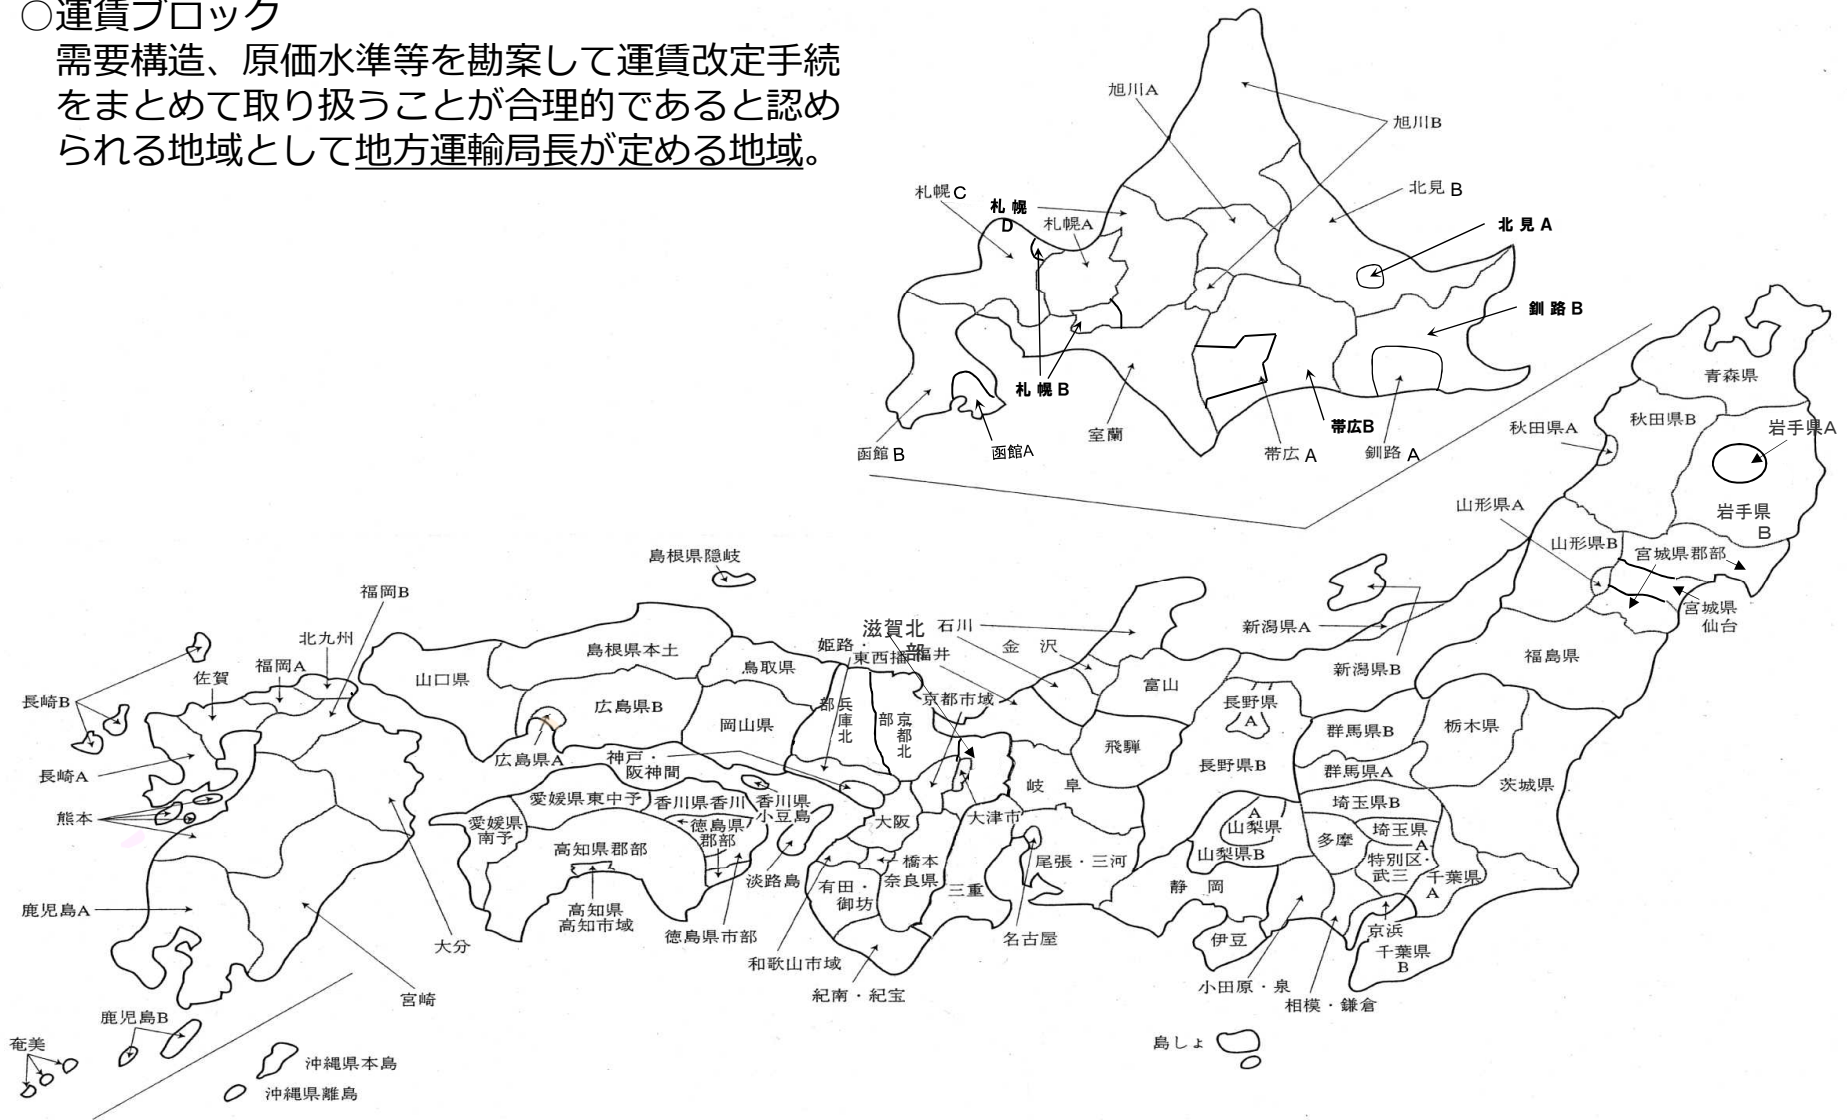 ○運賃ブロック
需要構造、原価水準等を勘案して運賃改定手続
をまとめて取り扱うことが合理的であると認め
られる地域として地方運輸局長が定める地域。
旭川A
旭川B
札幌C
札幌
D
札幌A
北見B
北見A
釧路B
札幌B
室蘭
帯広B
函館B
函館A
帯広A
釧路A
青森県
秋田県A
秋田県B
岩手県A
岩手県
B
山形県A
山形県B
宮城県郡部
宮城県
仙台
福島県
新潟県A
新潟県B
島根県隠岐
福岡B
北九州
福岡A
佐賀
長崎B
長崎A
熊本
鹿児島A
大分
宮崎
鹿児島B
奄美
沖縄県本島
沖縄県離島
山口県
島根県本土
鳥取県
広島県B
岡山県
広島県A
姫路・
東西播
兵庫北
部
京都北
部
滋賀北
部
福井
石川
金沢
富山
京都市域
神戸・
阪神間
飛騨
岐阜
長野県
A
長野県B
群馬県B
群馬県A
栃木県
茨城県
埼玉県B
埼玉県
A
多摩
特別区・
武三
千葉県
A
千葉県
B
京浜
A
山梨県
山梨県B
静岡
伊豆
小田原・泉
相模・鎌倉
島しょ
尾張・三河
名古屋
大津市
三重
大阪
橋本
奈良県
有田・
御坊
和歌山市域
紀南・紀宝
淡路島
愛媛県東中予
愛媛県
南予
香川県香川
香川県
小豆島
徳島県
郡部
徳島県市部
高知県郡部
高知県
高知市域